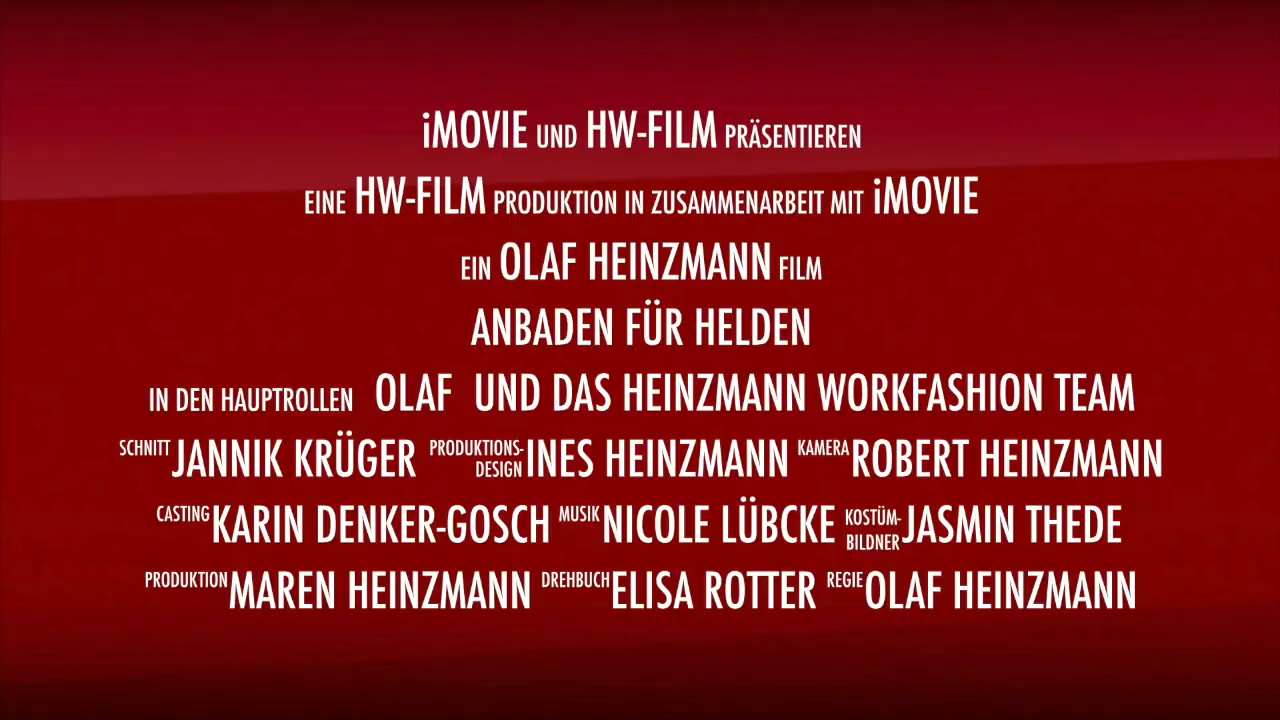 iMOVIE UND HW-FILM PRÄSENTIEREN
EINE HW-FILM PRODUKTION IN ZUSAMMENARBEIT MIT iMOVIE
EIN OLAF HEINZMANN FILM
ANBADEN FÜR HELDEN
IN DEN HAUPTROLLEN OLAF UND DAS HEINZMANN WORKFASHION TEAM
SCHNITT JANNIK KRÜGER PRODUKTIONS-DESIGN INES HEINZMANN KAMERA ROBERT HEINZMANN
CASTING KARIN DENKER-GOSCH MUSIK NICOLE LÜBCKE KOSTÜM-BILDNER JASMIN THEDE
PRODUKTION MAREN HEINZMANN DREHBUCH ELISA ROTTER REGIE OLAF HEINZMANN